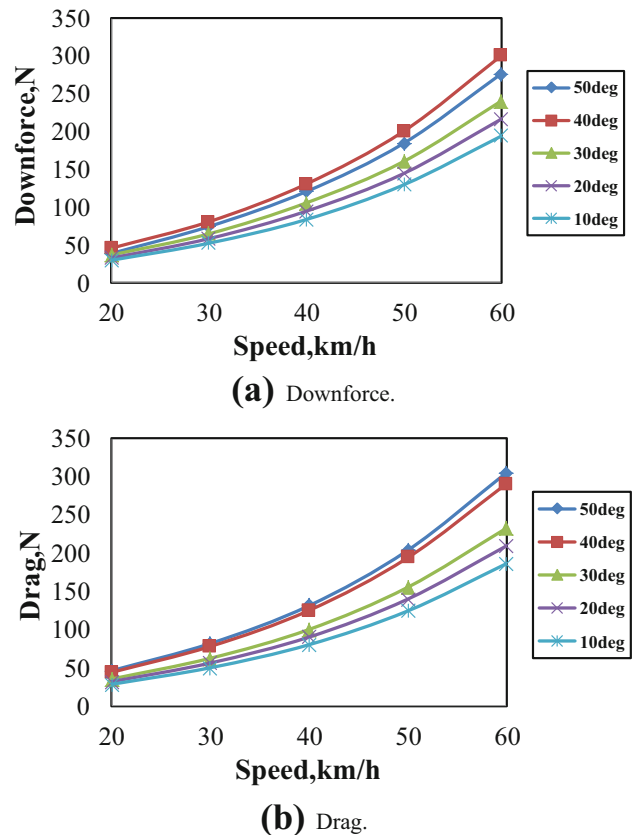 350
300
250
200
150
100
50
0
Downforce,N
20 30 40 50 60
Speed,km/h
50deg
40deg
30deg
20deg
10deg
(a) Downforce.
350
300
250
200
150
100
50
0
Drag,N
20 30 40 50 60
Speed,km/h
50deg
40deg
30deg
20deg
10deg
(b) Drag.